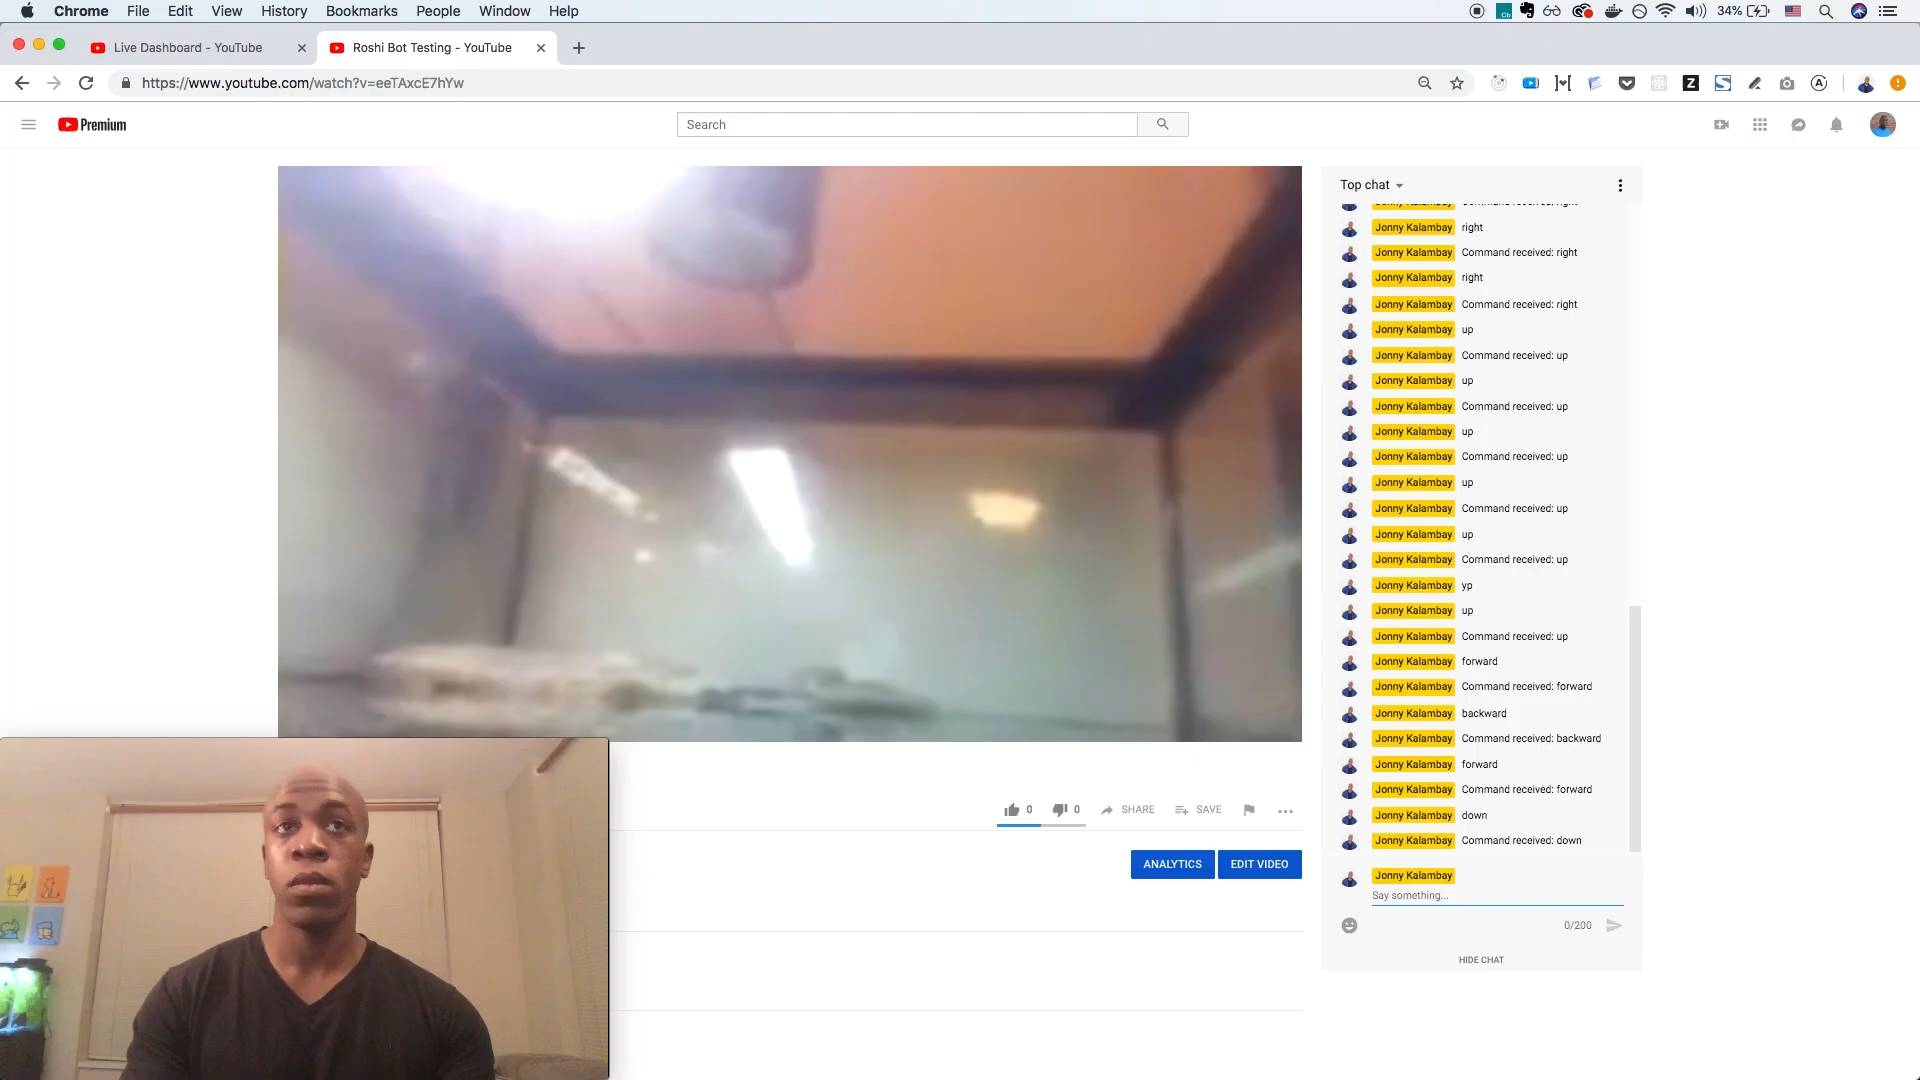 Chrome File Edit View History Bookmarks People Window Help
34%
Live Dashboard - YouTube
Roshi Bot Testing - YouTube
https://www.youtube.com/watch?v=eeTAxcE7hYw
Premium
Search
Top chat
Jonny Kalambay Command received: right
Jonny Kalambay right
Jonny Kalambay Command received: right
Jonny Kalambay right
Jonny Kalambay Command received: right
Jonny Kalambay up
Jonny Kalambay Command received: up
Jonny Kalambay up
Jonny Kalambay Command received: up
Jonny Kalambay up
Jonny Kalambay Command received: up
Jonny Kalambay up
Jonny Kalambay Command received: up
Jonny Kalambay up
Jonny Kalambay Command received: up
Jonny Kalambay yp
Jonny Kalambay up
Jonny Kalambay Command received: up
Jonny Kalambay forward
Jonny Kalambay Command received: forward
Jonny Kalambay backward
Jonny Kalambay Command received: backward
Jonny Kalambay forward
Jonny Kalambay Command received: forward
Jonny Kalambay down
Jonny Kalambay Command received: down
Jonny Kalambay
Say something...
0/200
HIDE CHAT
0 0 SHARE SAVE
ANALYTICS EDIT VIDEO